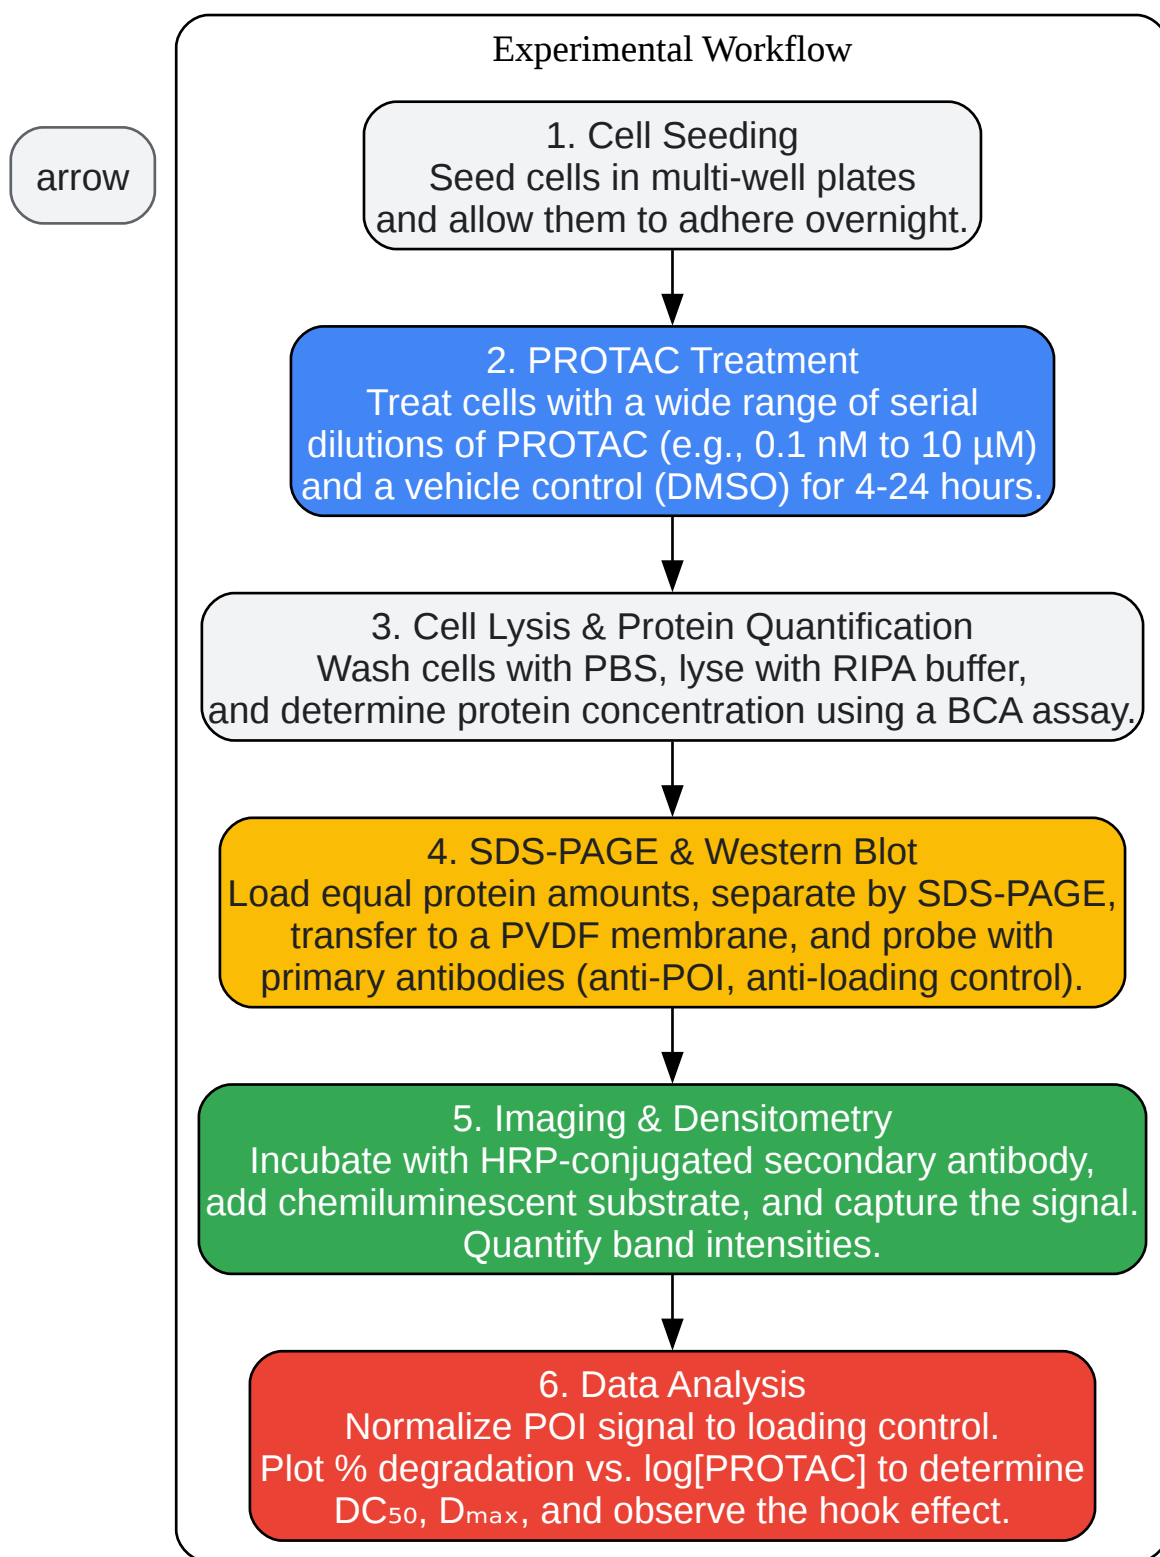 Experimental Workflow
arrow
1. Cell Seeding
Seed cells in multi-well plates
and allow them to adhere overnight.
2. PROTAC Treatment
Treat cells with a wide range of serial
dilutions of PROTAC (e.g., 0.1 nM to 10 µM)
and a vehicle control (DMSO) for 4-24 hours.
3. Cell Lysis & Protein Quantification
Wash cells with PBS, lyse with RIPA buffer,
and determine protein concentration using a BCA assay.
4. SDS-PAGE & Western Blot
Load equal protein amounts, separate by SDS-PAGE,
transfer to a PVDF membrane, and probe with
primary antibodies (anti-POI, anti-loading control).
5. Imaging & Densitometry
Incubate with HRP-conjugated secondary antibody,
add chemiluminescent substrate, and capture the signal.
Quantify band intensities.
6. Data Analysis
Normalize POI signal to loading control.
Plot % degradation vs. log[PROTAC] to determine
DC₅₀, Dₘₐₓ, and observe the hook effect.